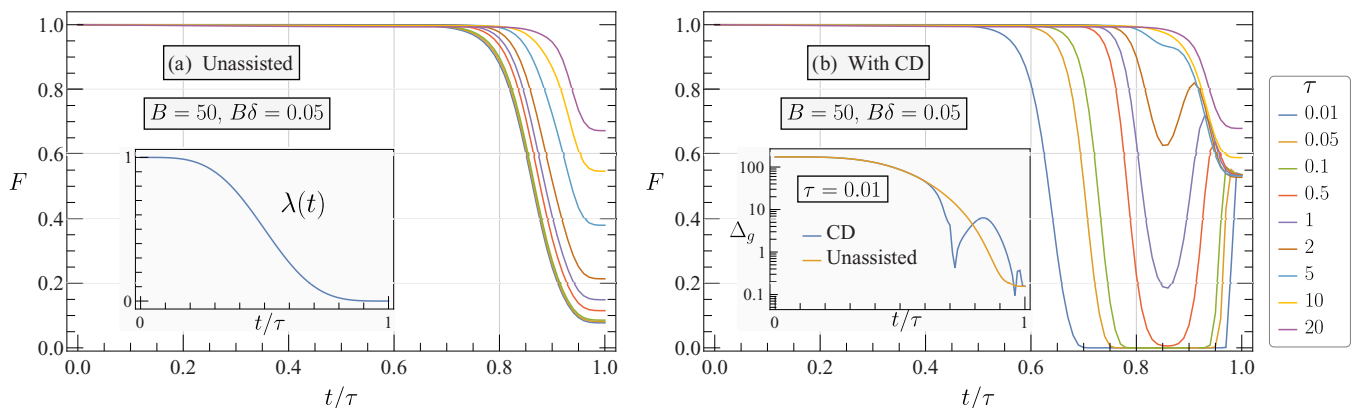 (a) Unassisted
B = 50, Bδ = 0.05
F
1.0
0.8
0.6
0.4
0.2
0.0
0.0 0.2 0.4 0.6 0.8 1.0
t/τ
λ(t)
1
0
0 1
t/τ
(b) With CD
B = 50, Bδ = 0.05
F
1.0
0.8
0.6
0.4
0.2
0.0
0.0 0.2 0.4 0.6 0.8 1.0
t/τ
τ = 0.01
Δg
100
10
1
0.1
CD
Unassisted
0 1
t/τ
τ
0.01
0.05
0.1
0.5
1
2
5
10
20